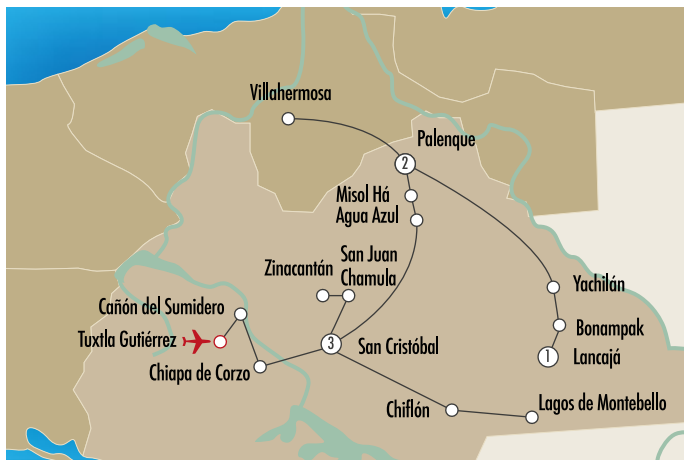 Villahermosa
Palenque
2
Misol Há
Agua Azul
San Juan
Chamula
Zinacantán
Yachilán
Cañón del Sumidero
Bonampak
Tuxtla Gutiérrez
3
San Cristóbal
1
Lancajá
Chiapa de Corzo
Chiflón
Lagos de Montebello